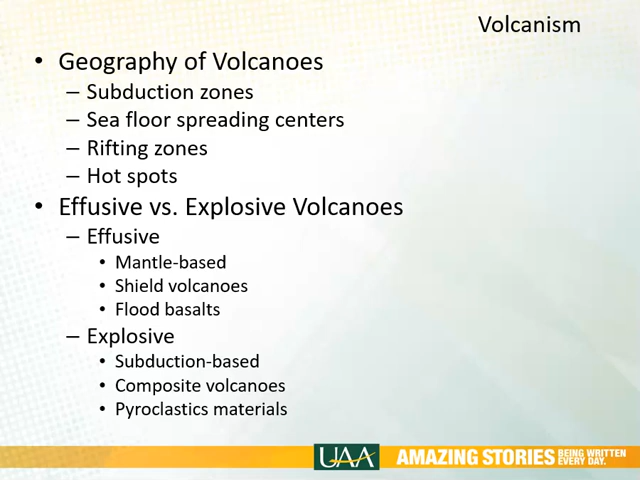 Volcanism
• Geography of Volcanoes
– Subduction zones
– Sea floor spreading centers
– Rifting zones
– Hot spots
• Effusive vs. Explosive Volcanoes
– Effusive
• Mantle-based
• Shield volcanoes
• Flood basalts
– Explosive
• Subduction-based
• Composite volcanoes
• Pyroclastics materials
UAA AMAZING STORIES BEING WRITTEN EVERY DAY.